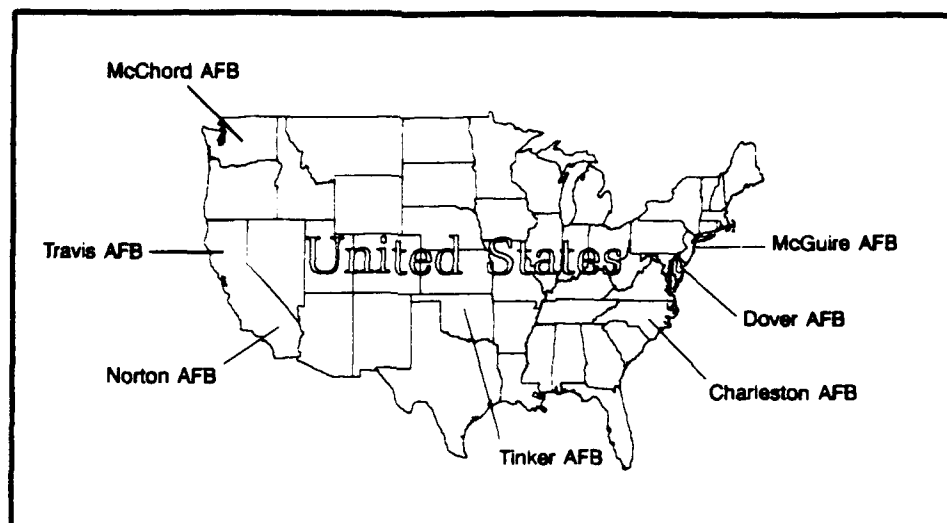 McChord AFB
United States
Travis AFB
McGuire AFB
Dover AFB
Norton AFB
Charleston AFB
Tinker AFB